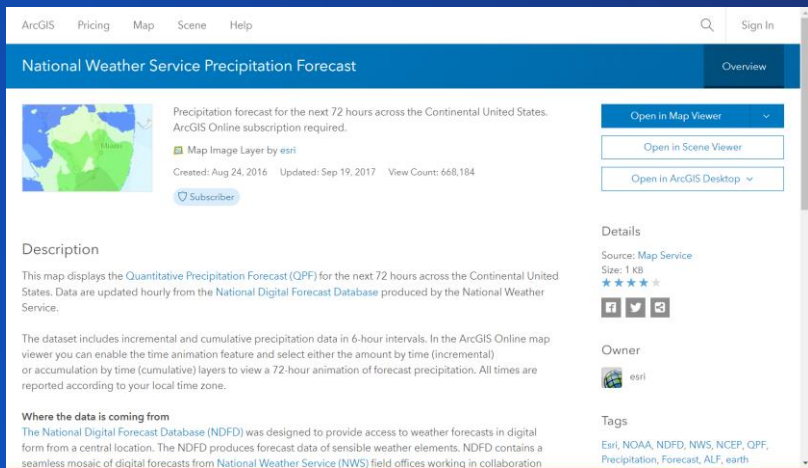 ArcGIS Pricing Map Scene Help Sign In
National Weather Service Precipitation Forecast Overview
Miami
Precipitation forecast for the next 72 hours across the Continental United States.
ArcGIS Online subscription required.
Map Image Layer by esri
Created: Aug 24, 2016 Updated: Sep 19, 2017 View Count: 668,184
Subscriber
Open in Map Viewer
Open in Scene Viewer
Open in ArcGIS Desktop
Description
This map displays the Quantitative Precipitation Forecast (QPF) for the next 72 hours across the Continental United
States. Data are updated hourly from the National Digital Forecast Database produced by the National Weather
Service.
The dataset includes incremental and cumulative precipitation data in 6-hour intervals. In the ArcGIS Online map
viewer you can enable the time animation feature and select either the amount by time (incremental)
or accumulation by time (cumulative) layers to view a 72-hour animation of forecast precipitation. All times are
reported according to your local time zone.
Where the data is coming from
The National Digital Forecast Database (NDFD) was designed to provide access to weather forecasts in digital
form from a central location. The NDFD produces forecast data of sensible weather elements. NDFD contains a
seamless mosaic of digital forecasts from National Weather Service (NWS) field offices working in collaboration
Details
Source: Map Service
Size: 1 KB
Owner
esri
Tags
Esri, NOAA, NDFD, NWS, NCEP, QPF,
Precipitation, Forecast, ALF, earth